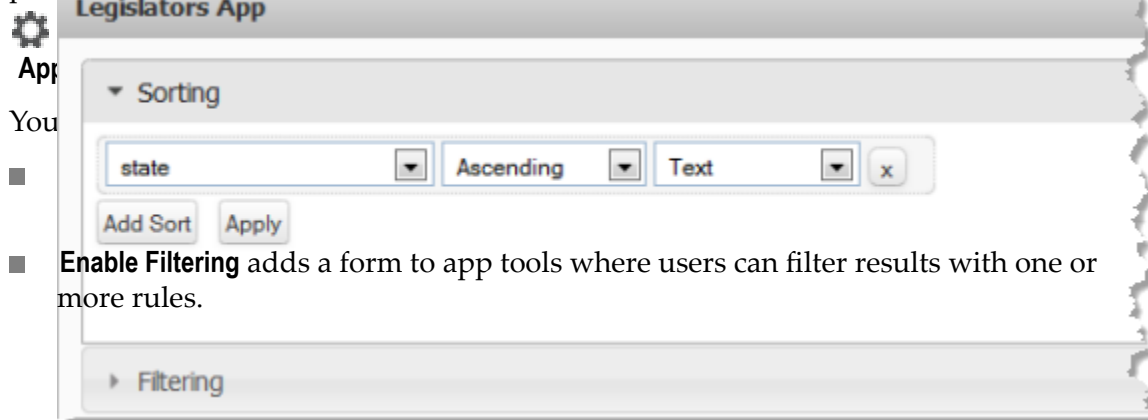 Legislators App
App
Sorting
You
state Ascending Text x
Add Sort Apply
Enable Filtering adds a form to app tools where users can filter results with one or
more rules.
Filtering